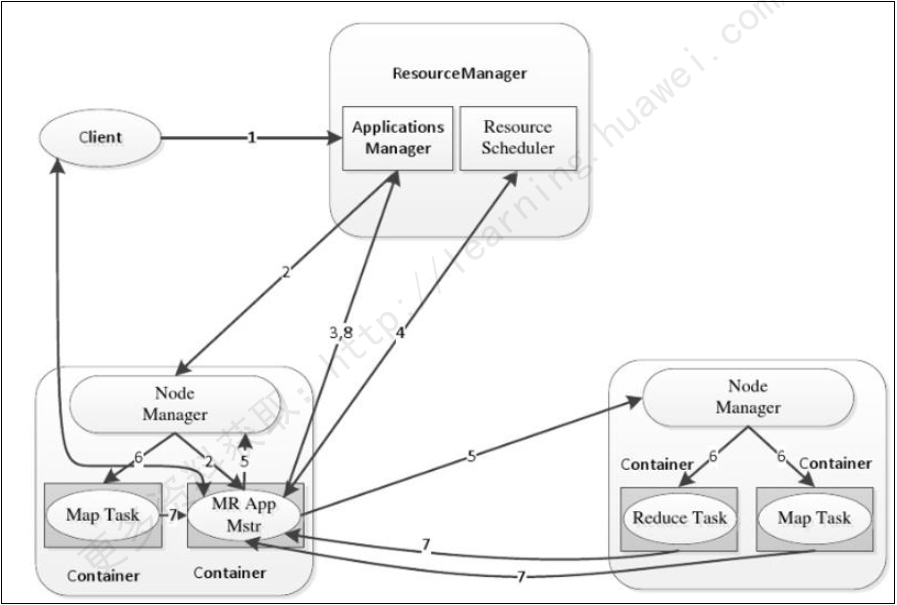 ResourceManager
Client
1
Applications
Manager
Resource
Scheduler
2
3,8
4
Node
Manager
Node
Manager
6
2
5
5
6
6
Container
Container
Map Task
7
MR App
Mstr
Reduce Task
Map Task
7
7
Container
Container
更多资料获取：http://learning.huawei.com